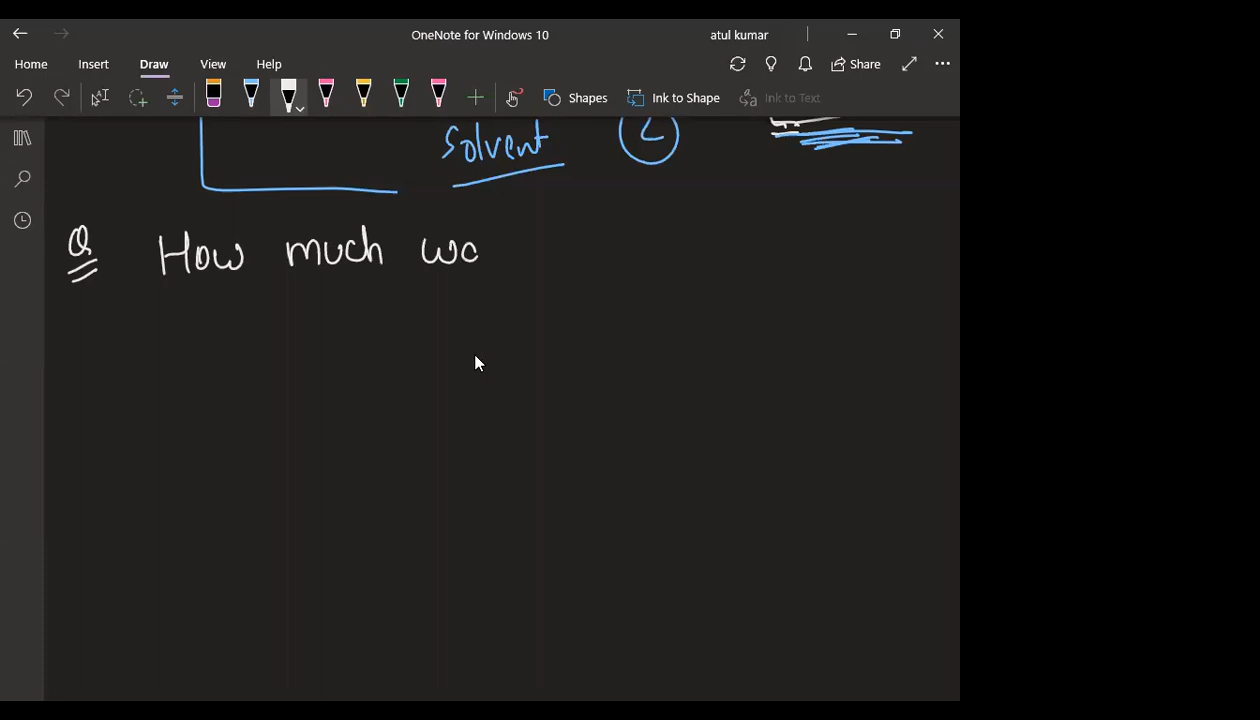 OneNote for Windows 10
atul kumar
Home Insert Draw View Help
Share
Shapes Ink to Shape Ink to Text
Solvent
Q How much wo